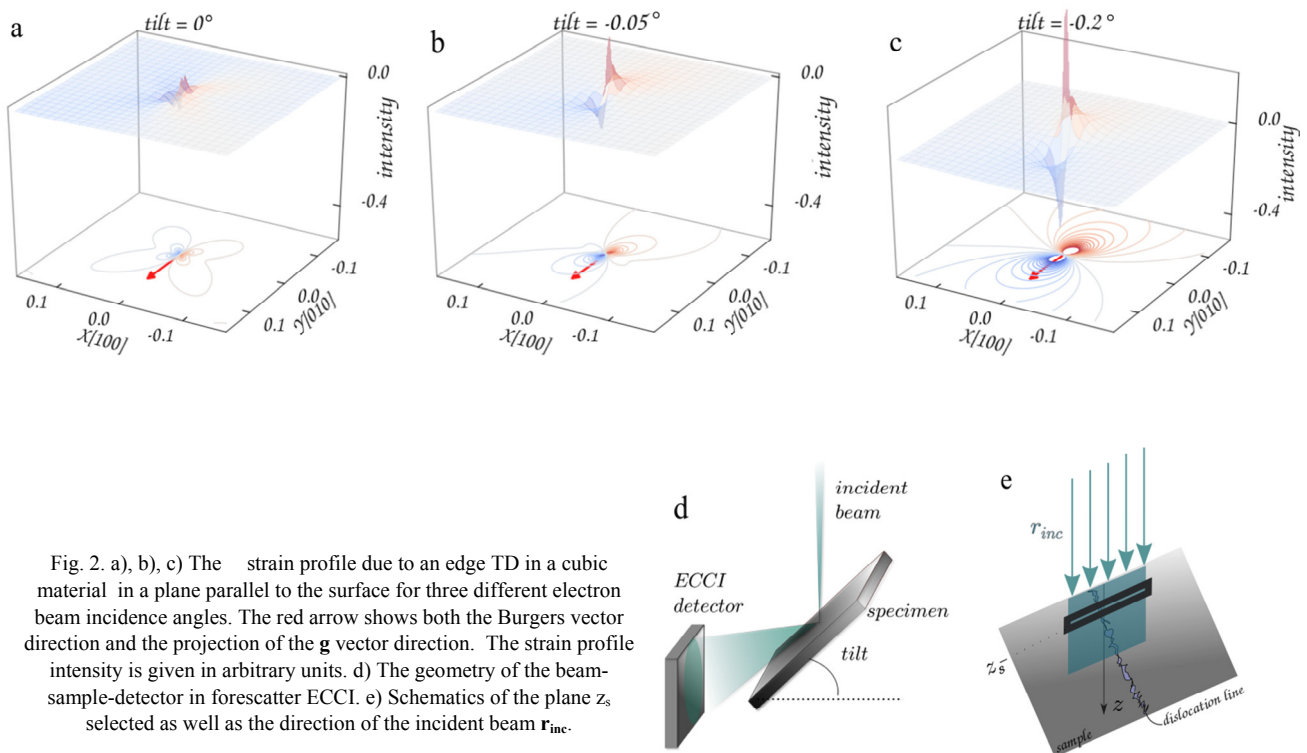 a
tilt = 0°
0.0
intensity
-0.4
0.1
0.0
-0.1
X[100]
0.1
0.0
-0.1
Y[010]
b
tilt = -0.05°
0.0
intensity
-0.4
0.1
0.0
-0.1
X[100]
0.1
0.0
-0.1
Y[010]
c
tilt = -0.2°
0.0
intensity
-0.4
0.1
0.0
-0.1
X[100]
0.1
0.0
-0.1
Y[010]
Fig. 2. a), b), c) The strain profile due to an edge TD in a cubic
material in a plane parallel to the surface for three different electron
beam incidence angles. The red arrow shows both the Burgers vector
direction and the projection of the g vector direction. The strain profile
intensity is given in arbitrary units. d) The geometry of the beam-
sample-detector in forescatter ECCI. e) Schematics of the plane zs
selected as well as the direction of the incident beam rinc.
d
incident
beam
ECCI
detector
specimen
tilt
e
rinc
zs
z
dislocation line
sample